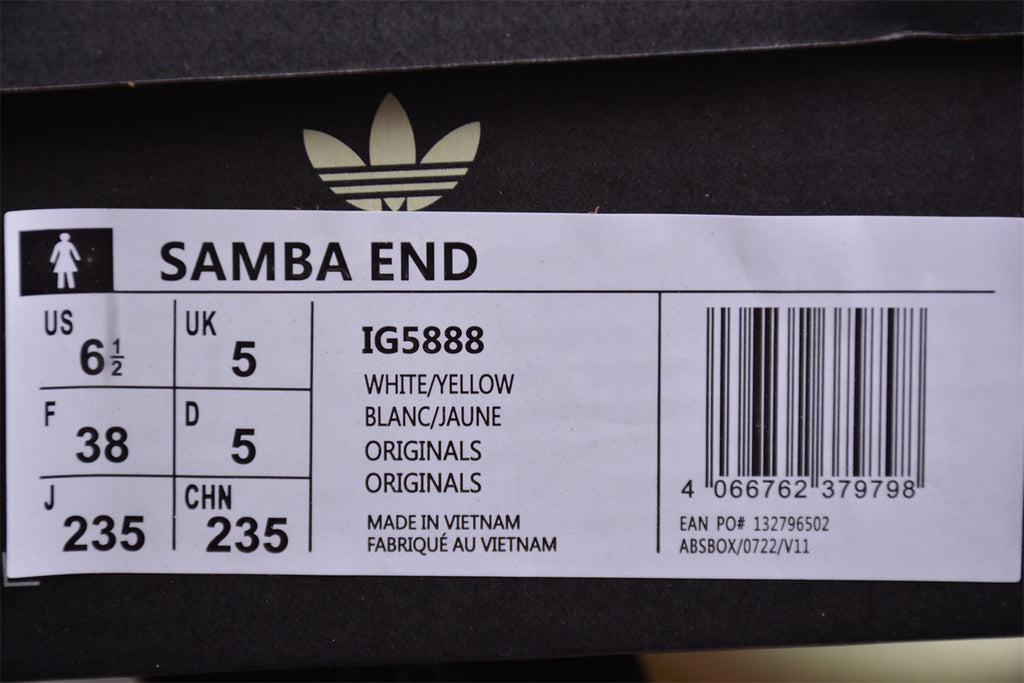 SAMBA END
US 6½ UK 5
F 38 D 5
J 235 CHN 235
IG5888
WHITE/YELLOW
BLANC/JAUNE
ORIGINALS
ORIGINALS
MADE IN VIETNAM
FABRIQUÉ AU VIETNAM
4 066762 379798
EAN PO# 132796502
ABSBOX/0722/V11